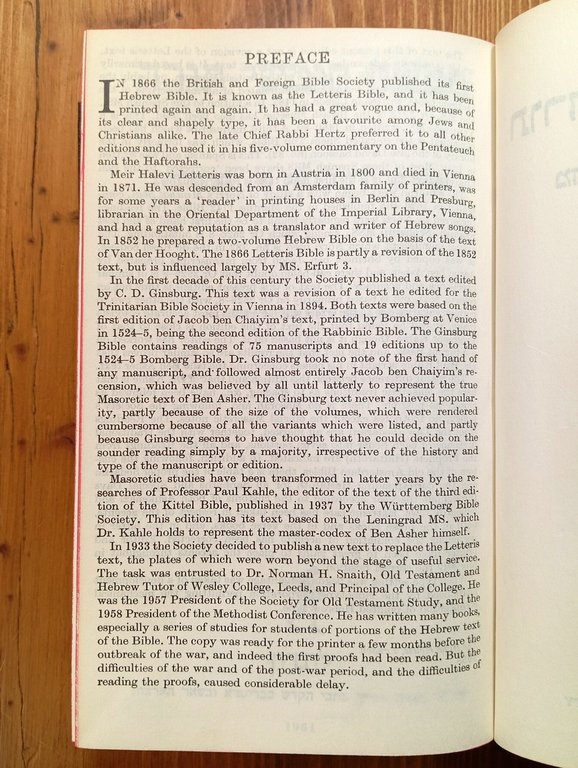 PREFACE
IN 1866 the British and Foreign Bible Society published its first
Hebrew Bible. It is known as the Letteris Bible, and it has been
printed again and again. It has had a great vogue and, because of
its clear and shapely type, it has been a favourite among Jews and
Christians alike. The late Chief Rabbi Hertz preferred it to all other
editions and he used it in his five-volume commentary on the Pentateuch
and the Haftorahs.
Meir Halevi Letteris was born in Austria in 1800 and died in Vienna
in 1871. He was descended from an Amsterdam family of printers, was
for some years a ‘reader’ in printing houses in Berlin and Presburg,
librarian in the Oriental Department of the Imperial Library, Vienna,
and had a great reputation as a translator and writer of Hebrew songs.
In 1852 he prepared a two-volume Hebrew Bible on the basis of the text
of Van der Hooght. The 1866 Letteris Bible is partly a revision of the 1852
text, but is influenced largely by MS. Erfurt 3.
In the first decade of this century the Society published a text edited
by C. D. Ginsburg. This text was a revision of a text he edited for the
Trinitarian Bible Society in Vienna in 1894. Both texts were based on the
first edition of Jacob ben Chaiyim's text, printed by Bomberg at Venice
in 1524–5, being the second edition of the Rabbinic Bible. The Ginsburg
Bible contains readings of 75 manuscripts and 19 editions up to the
1524–5 Bomberg Bible. Dr. Ginsburg took no note of the first hand of
any manuscript, and followed almost entirely Jacob ben Chaiyim's re-
cension, which was believed by all until latterly to represent the true
Masoretic text of Ben Asher. The Ginsburg text never achieved popular-
ity, partly because of the size of the volumes, which were rendered
cumbersome because of all the variants which were listed, and partly
because Ginsburg seems to have thought that he could decide on the
sounder reading simply by a majority, irrespective of the history and
type of the manuscript or edition.
Masoretic studies have been transformed in latter years by the re-
searches of Professor Paul Kahle, the editor of the text of the third edi-
tion of the Kittel Bible, published in 1937 by the Württemberg Bible
Society. This edition has its text based on the Leningrad MS. which
Dr. Kahle holds to represent the master-codex of Ben Asher himself.
In 1933 the Society decided to publish a new text to replace the Letteris
text, the plates of which were worn beyond the stage of useful service.
The task was entrusted to Dr. Norman H. Snaith, Old Testament and
Hebrew Tutor of Wesley College, Leeds, and Principal of the College. He
was the 1957 President of the Society for Old Testament Study, and the
1958 President of the Methodist Conference. He has written many books,
especially a series of studies for students of portions of the Hebrew text
of the Bible. The copy was ready for the printer a few months before the
outbreak of the war, and indeed the first proofs had been read. But the
difficulties of the war and of the post-war period, and the difficulties of
reading the proofs, caused considerable delay.